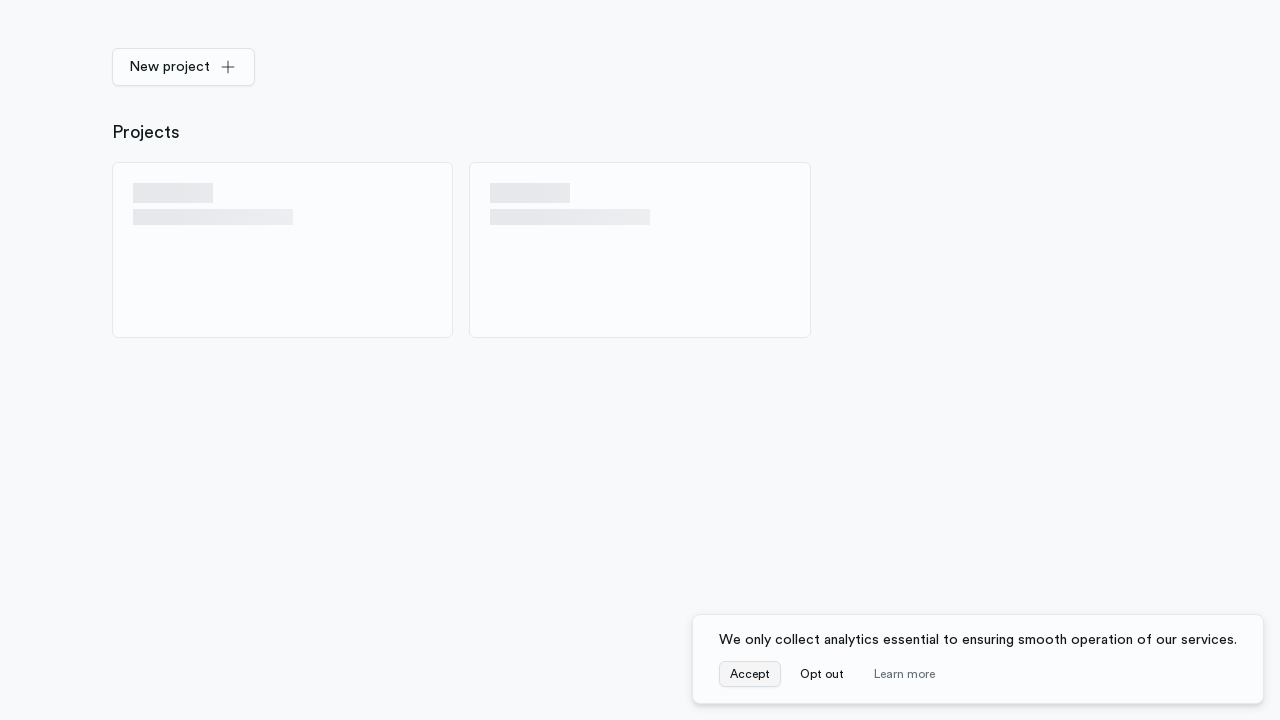 New project
Projects
We only collect analytics essential to ensuring smooth operation of our services.
Accept Opt out Learn more